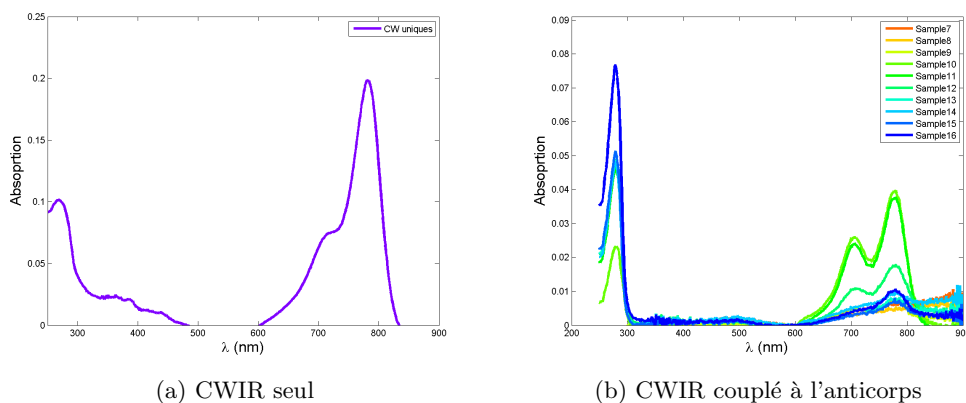 CW uniques
Absoprtion
0.25
0.2
0.15
0.1
0.05
0
300
400
500
600
700
800
900
λ (nm)
(a) CWIR seul
Sample7
Sample8
Sample9
Sample10
Sample11
Sample12
Sample13
Sample14
Sample15
Sample16
Absoprtion
0.09
0.08
0.07
0.06
0.05
0.04
0.03
0.02
0.01
0
200
300
400
500
600
700
800
λ (nm)
(b) CWIR couplé à l'anticorps